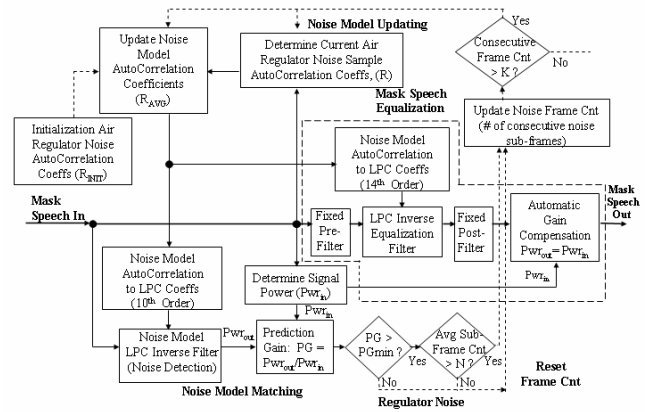 Noise Model Updating
Yes
Update Noise
Model
AutoCorrelation
Coefficients
(RAVG)
Determine Current Air
Regulator Noise Sample
AutoCorrelation Coeffs, (R)
Consecutive
Frame Cnt
> K ?
No
Mask Speech
Equalization
Update Noise Frame Cnt
(# of consecutive noise
sub-frames)
Initialization Air
Regulator Noise
AutoCorrelation
Coeffs (RINIT)
Noise Model
AutoCorrelation
to LPC Coeffs
(14th Order)
Mask
Speech In
Mask
Speech
Out
Fixed
Pre-
Filter
LPC Inverse
Equalization
Filter
Fixed
Post-
Filter
Automatic
Gain
Compensation
Pwrout=Pwrin
Noise Model
AutoCorrelation
to LPC Coeffs
(10th Order)
Determine Signal
Power (Pwrin)
Pwrin
Pwrin
Noise Model
LPC Inverse Filter
(Noise Detection)
Pwrout
Prediction
Gain: PG =
Pwrout/Pwrin
PG >
PGmin ?
Yes
Avg Sub-
Frame Cnt
> N ?
Yes
No
No
Reset
Frame Cnt
Noise Model Matching
Regulator Noise